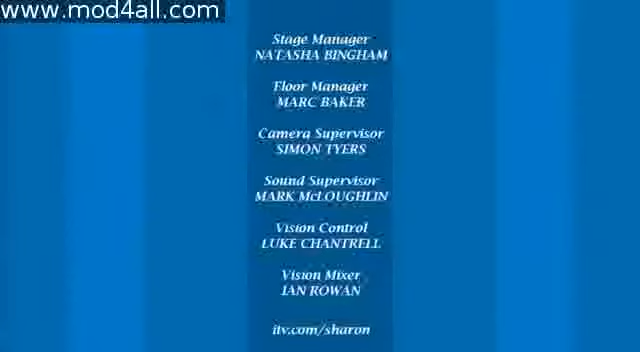 www.mod4all.com
Stage Manager
NATASHA BINGHAM
Floor Manager
MARC BAKER
Camera Supervisor
SIMON TYERS
Sound Supervisor
MARK McLOUGHLIN
Vision Control
LUKE CHANTRELL
Vision Mixer
IAN ROWAN
itv.com/sharon